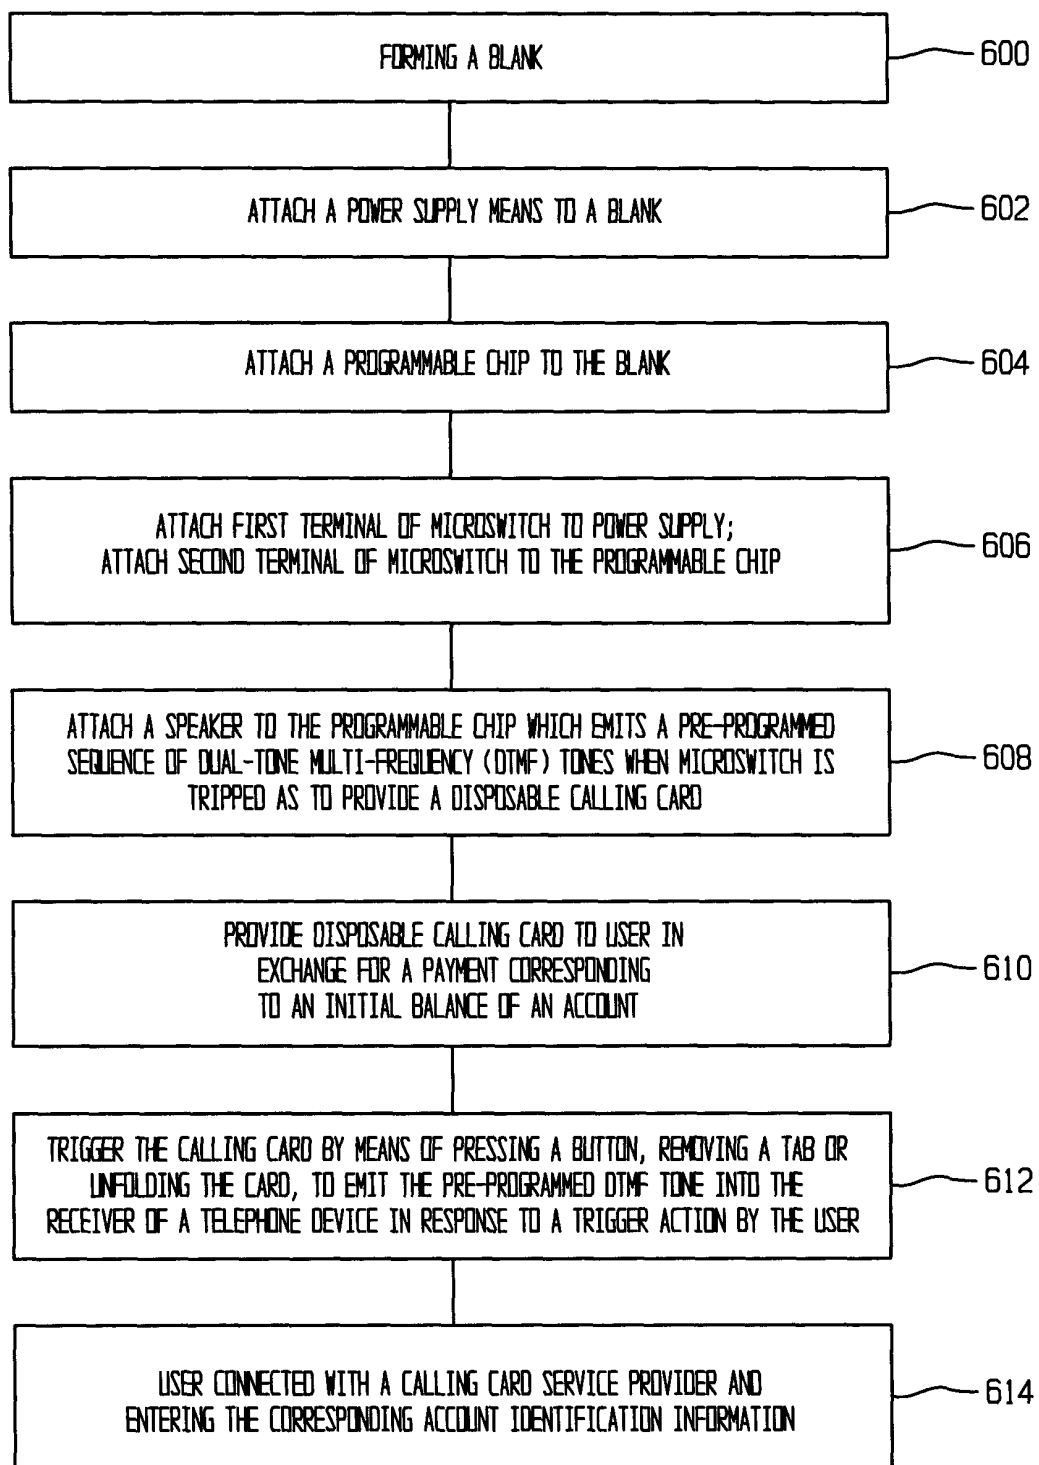 FORMING A BLANK
600
ATTACH A POWER SUPPLY MEANS TO A BLANK
602
ATTACH A PROGRAMMABLE CHIP TO THE BLANK
604
ATTACH FIRST TERMINAL OF MICROSWITCH TO POWER SUPPLY;
ATTACH SECOND TERMINAL OF MICROSWITCH TO THE PROGRAMMABLE CHIP
606
ATTACH A SPEAKER TO THE PROGRAMMABLE CHIP WHICH EMITS A PRE-PROGRAMMED
SEQUENCE OF DUAL-TONE MULTI-FREQUENCY (DTMF) TONES WHEN MICROSWITCH IS
TRIPPED AS TO PROVIDE A DISPOSABLE CALLING CARD
608
PROVIDE DISPOSABLE CALLING CARD TO USER IN
EXCHANGE FOR A PAYMENT CORRESPONDING
TO AN INITIAL BALANCE OF AN ACCOUNT
610
TRIGGER THE CALLING CARD BY MEANS OF PRESSING A BUTTON, REMOVING A TAB OR
UNFOLDING THE CARD, TO EMIT THE PRE-PROGRAMMED DTMF TONE INTO THE
RECEIVER OF A TELEPHONE DEVICE IN RESPONSE TO A TRIGGER ACTION BY THE USER
612
USER CONNECTED WITH A CALLING CARD SERVICE PROVIDER AND
ENTERING THE CORRESPONDING ACCOUNT IDENTIFICATION INFORMATION
614